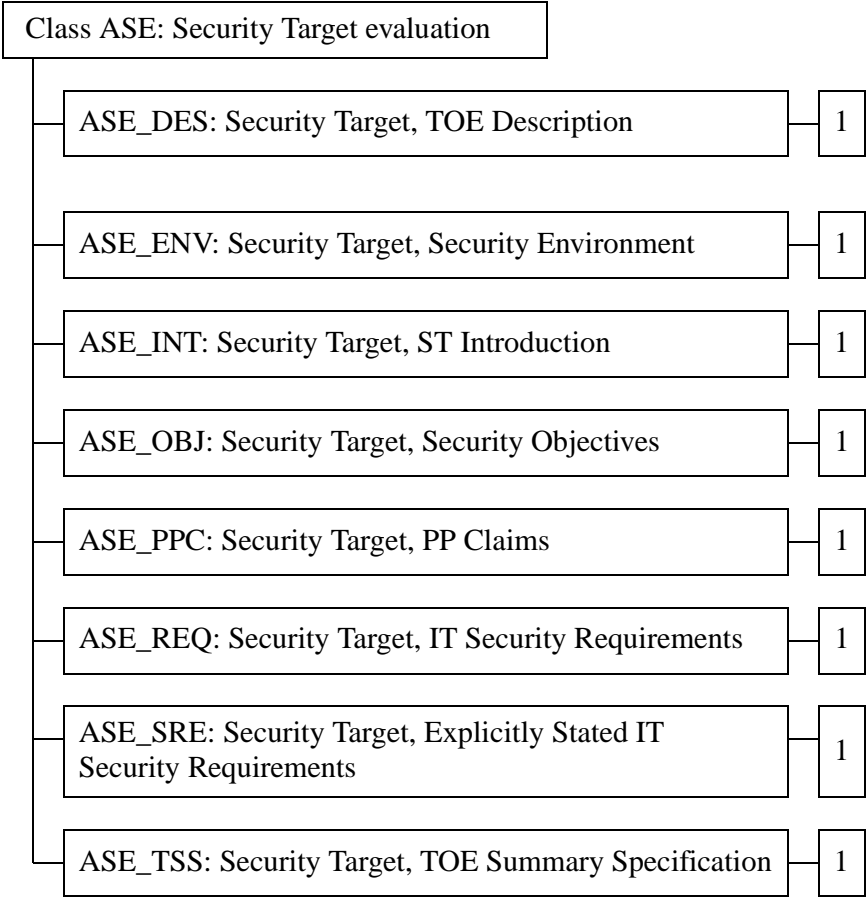 Class ASE: Security Target evaluation
ASE_DES: Security Target, TOE Description 1
ASE_ENV: Security Target, Security Environment 1
ASE_INT: Security Target, ST Introduction 1
ASE_OBJ: Security Target, Security Objectives 1
ASE_PPC: Security Target, PP Claims 1
ASE_REQ: Security Target, IT Security Requirements 1
ASE_SRE: Security Target, Explicitly Stated IT
Security Requirements 1
ASE_TSS: Security Target, TOE Summary Specification 1